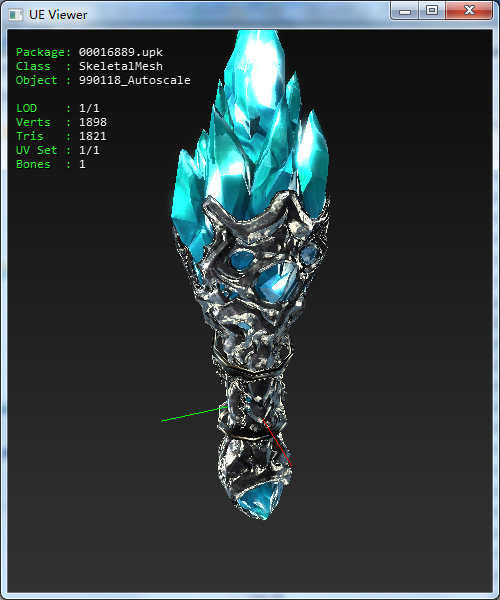 UE Viewer
Package: 00016889.upk
Class  : SkeletalMesh
Object : 990118_Autoscale
LOD    : 1/1
Verts  : 1898
Tris   : 1821
UV Set : 1/1
Bones  : 1